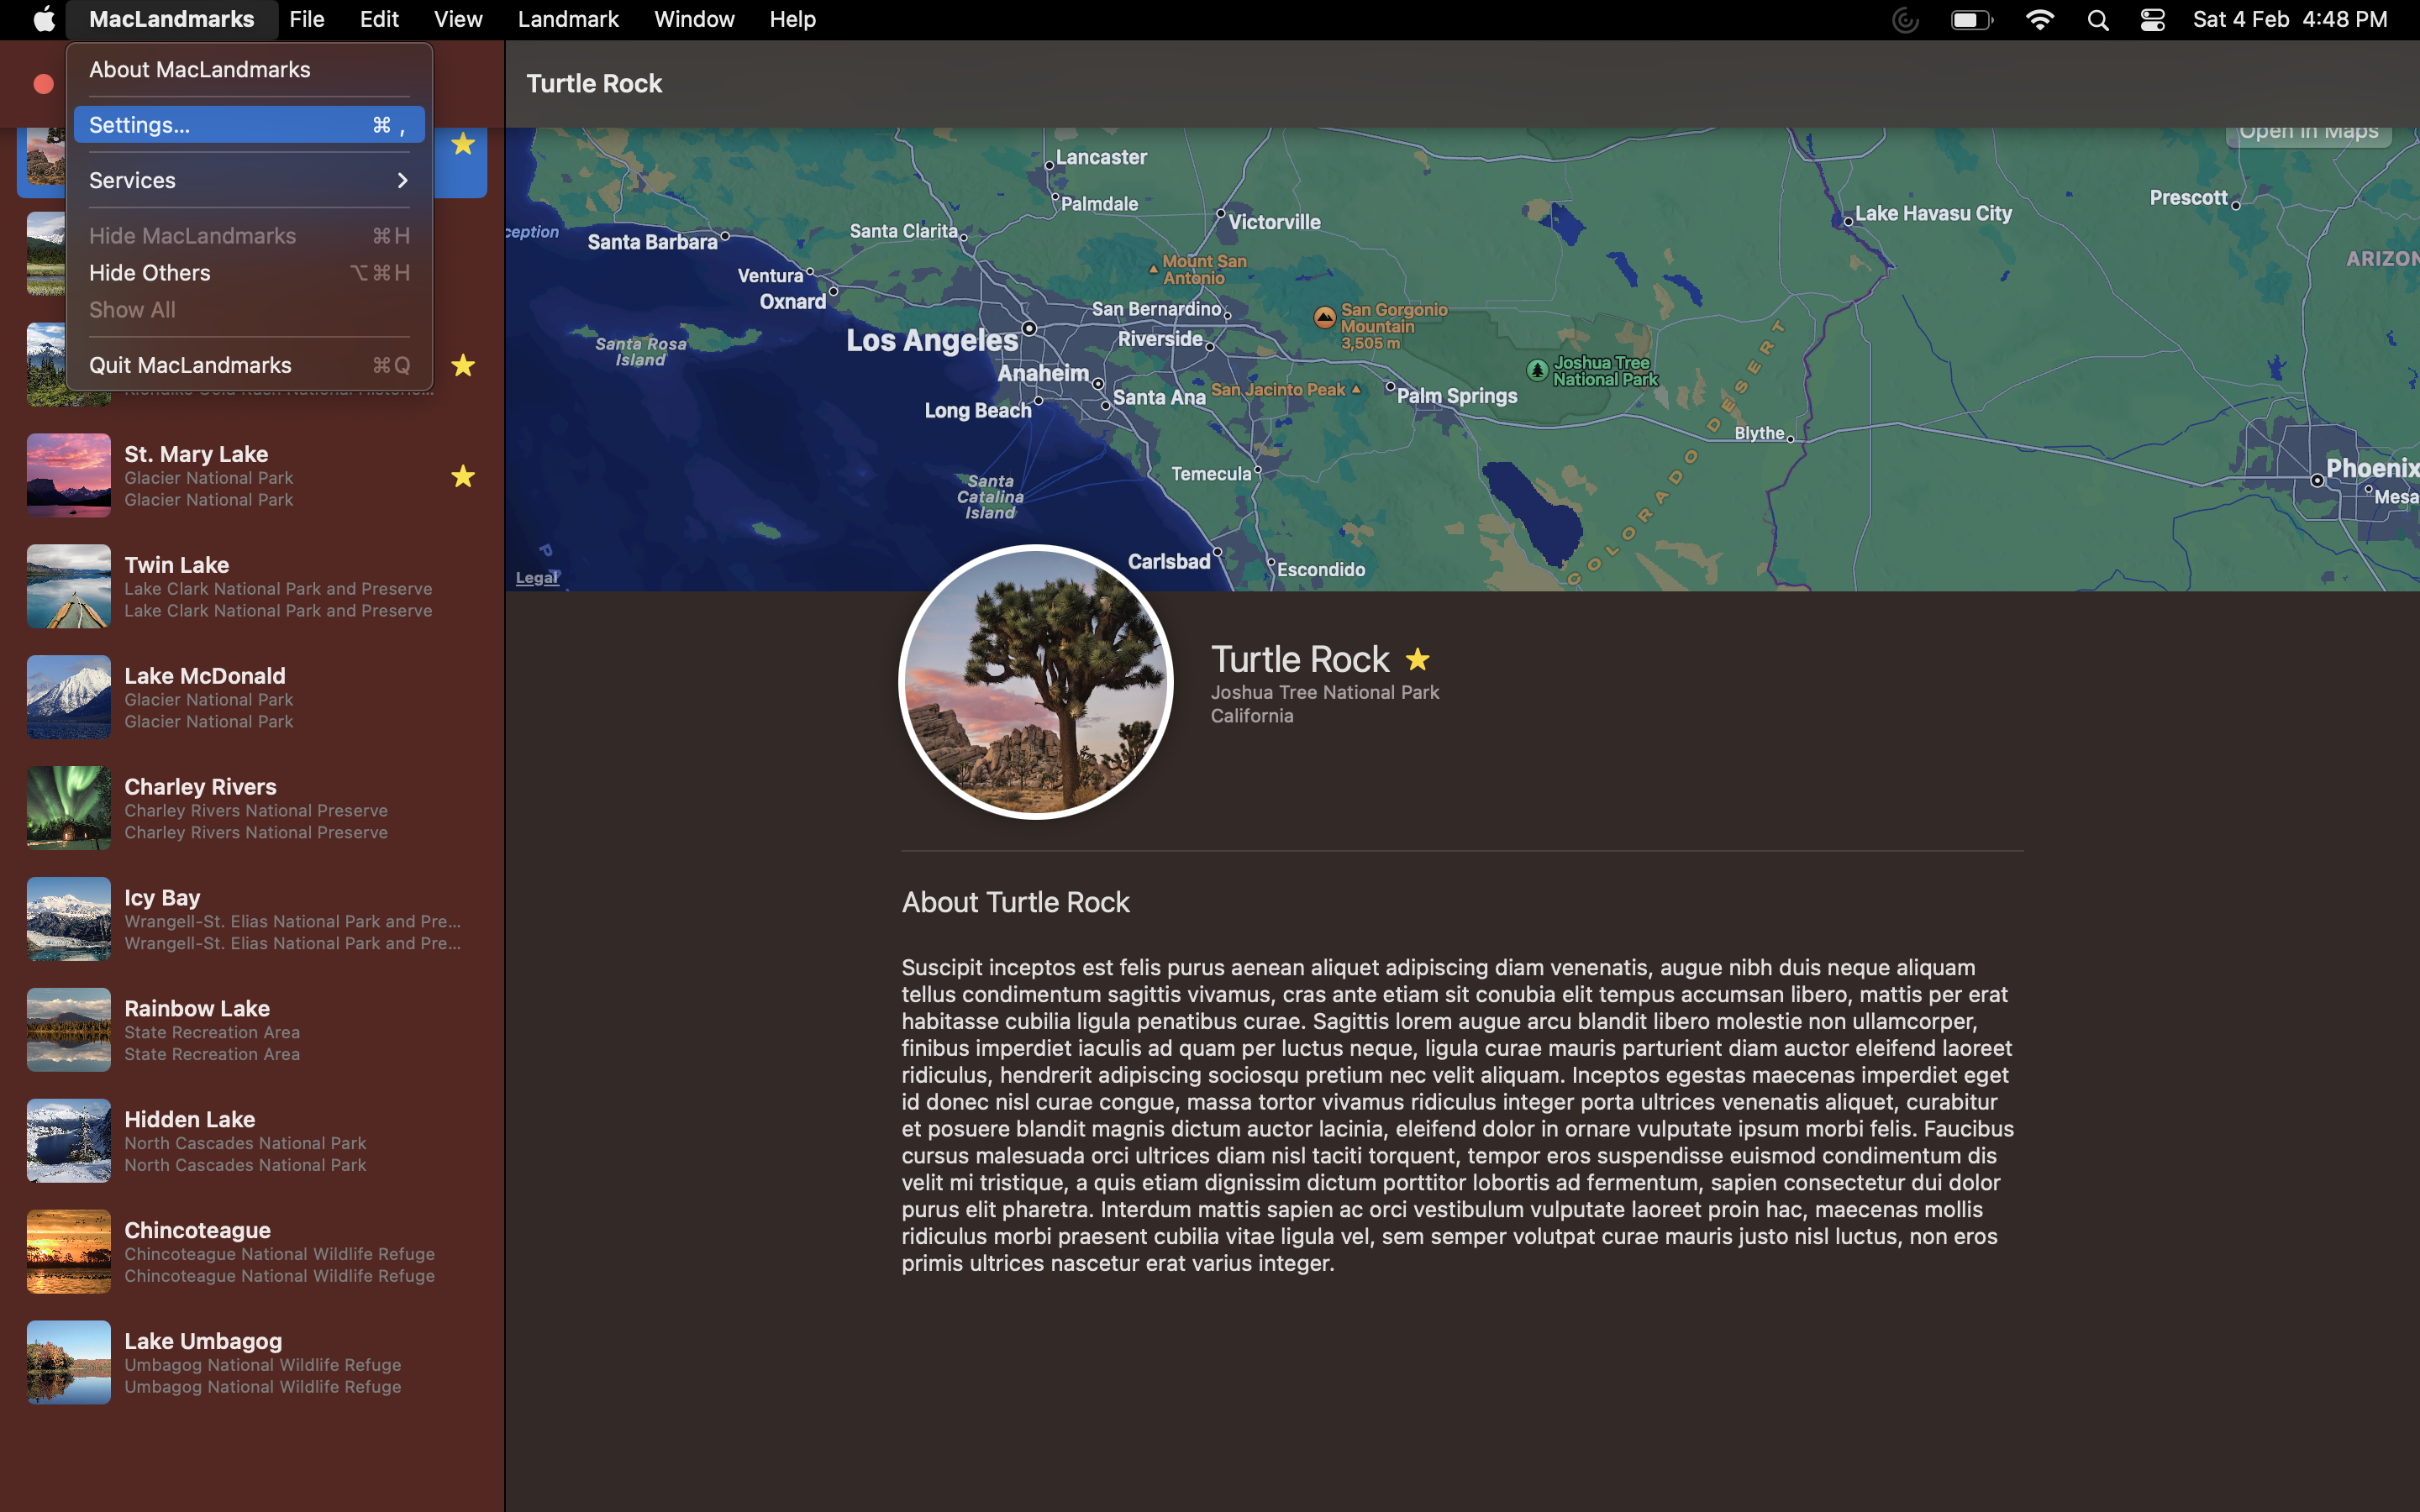 MacLandmarks File Edit View Landmark Window Help
Sat 4 Feb 4:48 PM
About MacLandmarks
Settings... ⌘ ,
Services
Hide MacLandmarks ⌘H
Hide Others ⌥⌘H
Show All
Quit MacLandmarks ⌘Q
St. Mary Lake
Glacier National Park
Glacier National Park
Twin Lake
Lake Clark National Park and Preserve
Lake Clark National Park and Preserve
Lake McDonald
Glacier National Park
Glacier National Park
Charley Rivers
Charley Rivers National Preserve
Charley Rivers National Preserve
Icy Bay
Wrangell-St. Elias National Park and Pre...
Wrangell-St. Elias National Park and Pre...
Rainbow Lake
State Recreation Area
State Recreation Area
Hidden Lake
North Cascades National Park
North Cascades National Park
Chincoteague
Chincoteague National Wildlife Refuge
Chincoteague National Wildlife Refuge
Lake Umbagog
Umbagog National Wildlife Refuge
Umbagog National Wildlife Refuge
Turtle Rock
Open in Maps
Lancaster
Palmdale
Victorville
Lake Havasu City
Prescott
ception
Santa Barbara
Santa Clarita
Ventura
Oxnard
Mount San
Antonio
ARIZON
San Bernardino
San Gorgonio
Mountain
3,505 m
Los Angeles
Riverside
Santa Rosa
Island
Anaheim
Joshua Tree
National Park
Long Beach
Santa Ana
San Jacinto Peak
Palm Springs
Blythe
COLORADO DESERT
Temecula
Phoenix
Mesa
Santa
Catalina
Island
Carlsbad
Escondido
P
Legal
Turtle Rock
Joshua Tree National Park
California
About Turtle Rock
Suscipit inceptos est felis purus aenean aliquet adipiscing diam venenatis, augue nibh duis neque aliquam
tellus condimentum sagittis vivamus, cras ante etiam sit conubia elit tempus accumsan libero, mattis per erat
habitasse cubilia ligula penatibus curae. Sagittis lorem augue arcu blandit libero molestie non ullamcorper,
finibus imperdiet iaculis ad quam per luctus neque, ligula curae mauris parturient diam auctor eleifend laoreet
ridiculus, hendrerit adipiscing sociosqu pretium nec velit aliquam. Inceptos egestas maecenas imperdiet eget
id donec nisl curae congue, massa tortor vivamus ridiculus integer porta ultrices venenatis aliquet, curabitur
et posuere blandit magnis dictum auctor lacinia, eleifend dolor in ornare vulputate ipsum morbi felis. Faucibus
cursus malesuada orci ultrices diam nisl taciti torquent, tempor eros suspendisse euismod condimentum dis
velit mi tristique, a quis etiam dignissim dictum porttitor lobortis ad fermentum, sapien consectetur dui dolor
purus elit pharetra. Interdum mattis sapien ac orci vestibulum vulputate laoreet proin hac, maecenas mollis
ridiculus morbi praesent cubilia vitae ligula vel, sem semper volutpat curae mauris justo nisl luctus, non eros
primis ultrices nascetur erat varius integer.